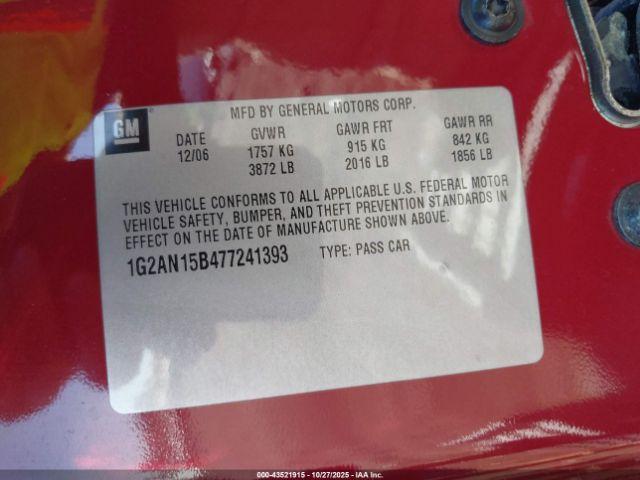 MFD BY GENERAL MOTORS CORP.
GM
DATE GVWR GAWR FRT GAWR RR
12/06 1757 KG 915 KG 842 KG
3872 LB 2016 LB 1856 LB
THIS VEHICLE CONFORMS TO ALL APPLICABLE U.S. FEDERAL MOTOR
VEHICLE SAFETY, BUMPER, AND THEFT PREVENTION STANDARDS IN
EFFECT ON THE DATE OF MANUFACTURE SHOWN ABOVE.
1G2AN15B477241393 TYPE: PASS CAR
00-43521915 - 10/27/2025 - IAA Inc.